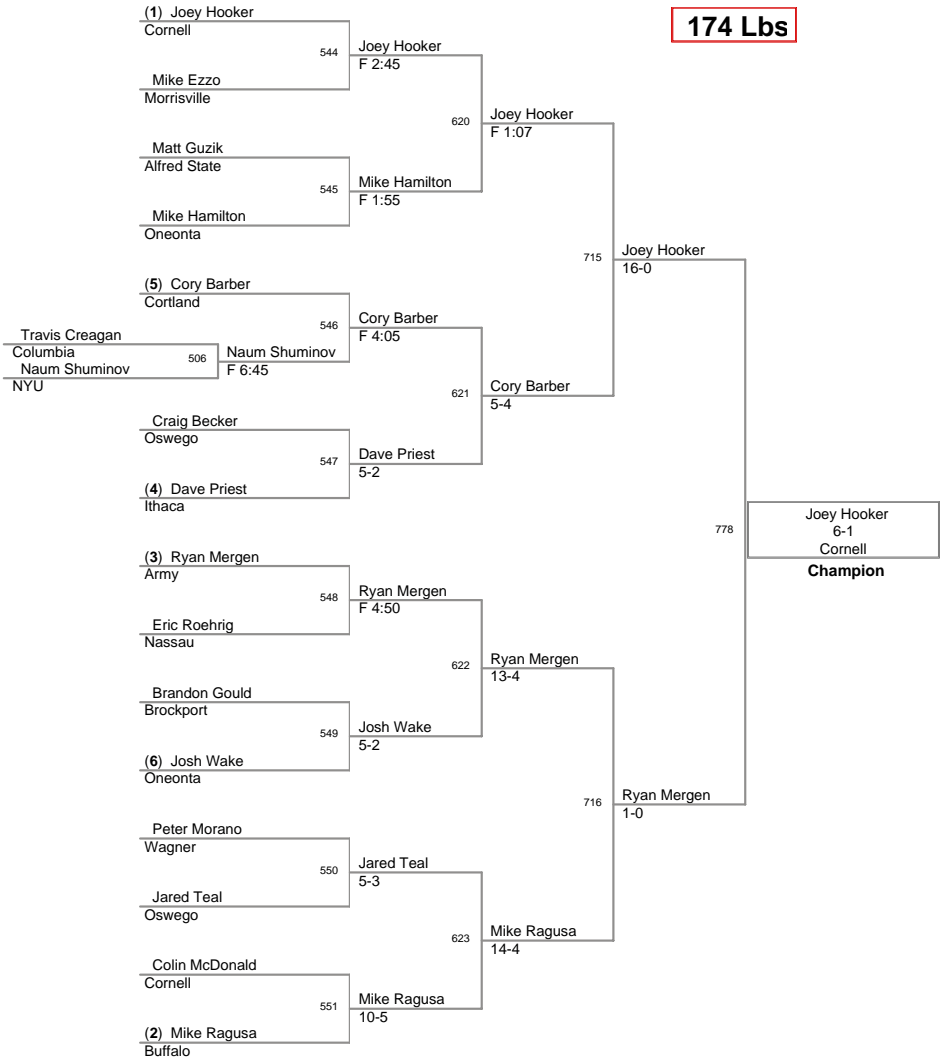 174 Lbs
(1) Joey Hooker
Cornell
544
Mike Ezzo
Morrisville
Joey Hooker
F 2:45
620
Matt Guzik
Alfred State
545
Mike Hamilton
Oneonta
Mike Hamilton
F 1:55
Joey Hooker
F 1:07
715
(5) Cory Barber
Cortland
546
Travis Creagan
Columbia
506
Naum Shuminov
NYU
Naum Shuminov
F 6:45
Cory Barber
F 4:05
621
Craig Becker
Oswego
547
(4) Dave Priest
Ithaca
Dave Priest
5-2
Cory Barber
5-4
Joey Hooker
16-0
778
(3) Ryan Mergen
Army
548
Eric Roehrig
Nassau
Ryan Mergen
F 4:50
622
Brandon Gould
Brockport
549
(6) Josh Wake
Oneonta
Josh Wake
5-2
Ryan Mergen
13-4
716
Peter Morano
Wagner
550
Jared Teal
Oswego
Jared Teal
5-3
623
Colin McDonald
Cornell
551
(2) Mike Ragusa
Buffalo
Mike Ragusa
10-5
Mike Ragusa
14-4
Ryan Mergen
1-0
Joey Hooker
6-1
Cornell
Champion